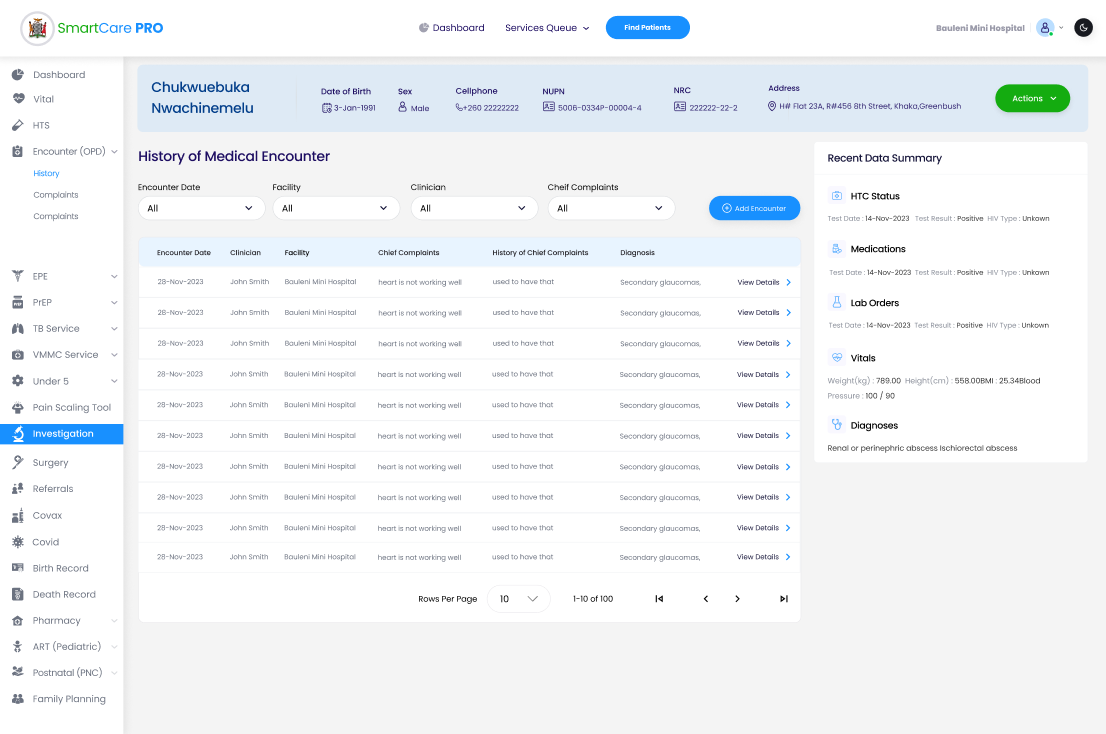 SmartCare PRO
Dashboard
Services Queue
Find Patients
Bauleni Mini Hospital
Dashboard
Vital
HTS
Encounter (OPD)
History
Complaints
Complaints
EPE
PrEP
PrEP
TB Service
VMMC Service
Under 5
Pain Scaling Tool
Investigation
Surgery
Referrals
Covax
Covid
Birth Record
Death Record
Pharmacy
ART (Pediatric)
Postnatal (PNC)
Family Planning
Chukwuebuka
Nwachinemelu
Date of Birth
3-Jan-1991
Sex
Male
Cellphone
+260 22222222
NUPN
5006-0334P-00004-4
NRC
222222-22-2
Address
H# Flat 23A, R#456 8th Street, Khaka,Greenbush
Actions
History of Medical Encounter
Encounter Date
All
Facility
All
Clinician
All
Cheif Complaints
All
Add Encounter
Encounter Date Clinician Facility Chief Complaints History of Chief Complaints Diagnosis
28-Nov-2023 John Smith Bauleni Mini Hospital heart is not working well used to have that Secondary glaucomas, View Details
28-Nov-2023 John Smith Bauleni Mini Hospital heart is not working well used to have that Secondary glaucomas, View Details
28-Nov-2023 John Smith Bauleni Mini Hospital heart is not working well used to have that Secondary glaucomas, View Details
28-Nov-2023 John Smith Bauleni Mini Hospital heart is not working well used to have that Secondary glaucomas, View Details
28-Nov-2023 John Smith Bauleni Mini Hospital heart is not working well used to have that Secondary glaucomas, View Details
28-Nov-2023 John Smith Bauleni Mini Hospital heart is not working well used to have that Secondary glaucomas, View Details
28-Nov-2023 John Smith Bauleni Mini Hospital heart is not working well used to have that Secondary glaucomas, View Details
28-Nov-2023 John Smith Bauleni Mini Hospital heart is not working well used to have that Secondary glaucomas, View Details
28-Nov-2023 John Smith Bauleni Mini Hospital heart is not working well used to have that Secondary glaucomas, View Details
28-Nov-2023 John Smith Bauleni Mini Hospital heart is not working well used to have that Secondary glaucomas, View Details
Rows Per Page 10 1-10 of 100
Recent Data Summary
HTC Status
Test Date : 14-Nov-2023 Test Result : Positive HIV Type : Unkown
Medications
Test Date : 14-Nov-2023 Test Result : Positive HIV Type : Unkown
Lab Orders
Test Date : 14-Nov-2023 Test Result : Positive HIV Type : Unkown
Vitals
Weight(kg) : 789.00 Height(cm) : 558.00BMI : 25.34Blood
Pressure : 100 / 90
Diagnoses
Renal or perinephric abscess Ischiorectal abscess